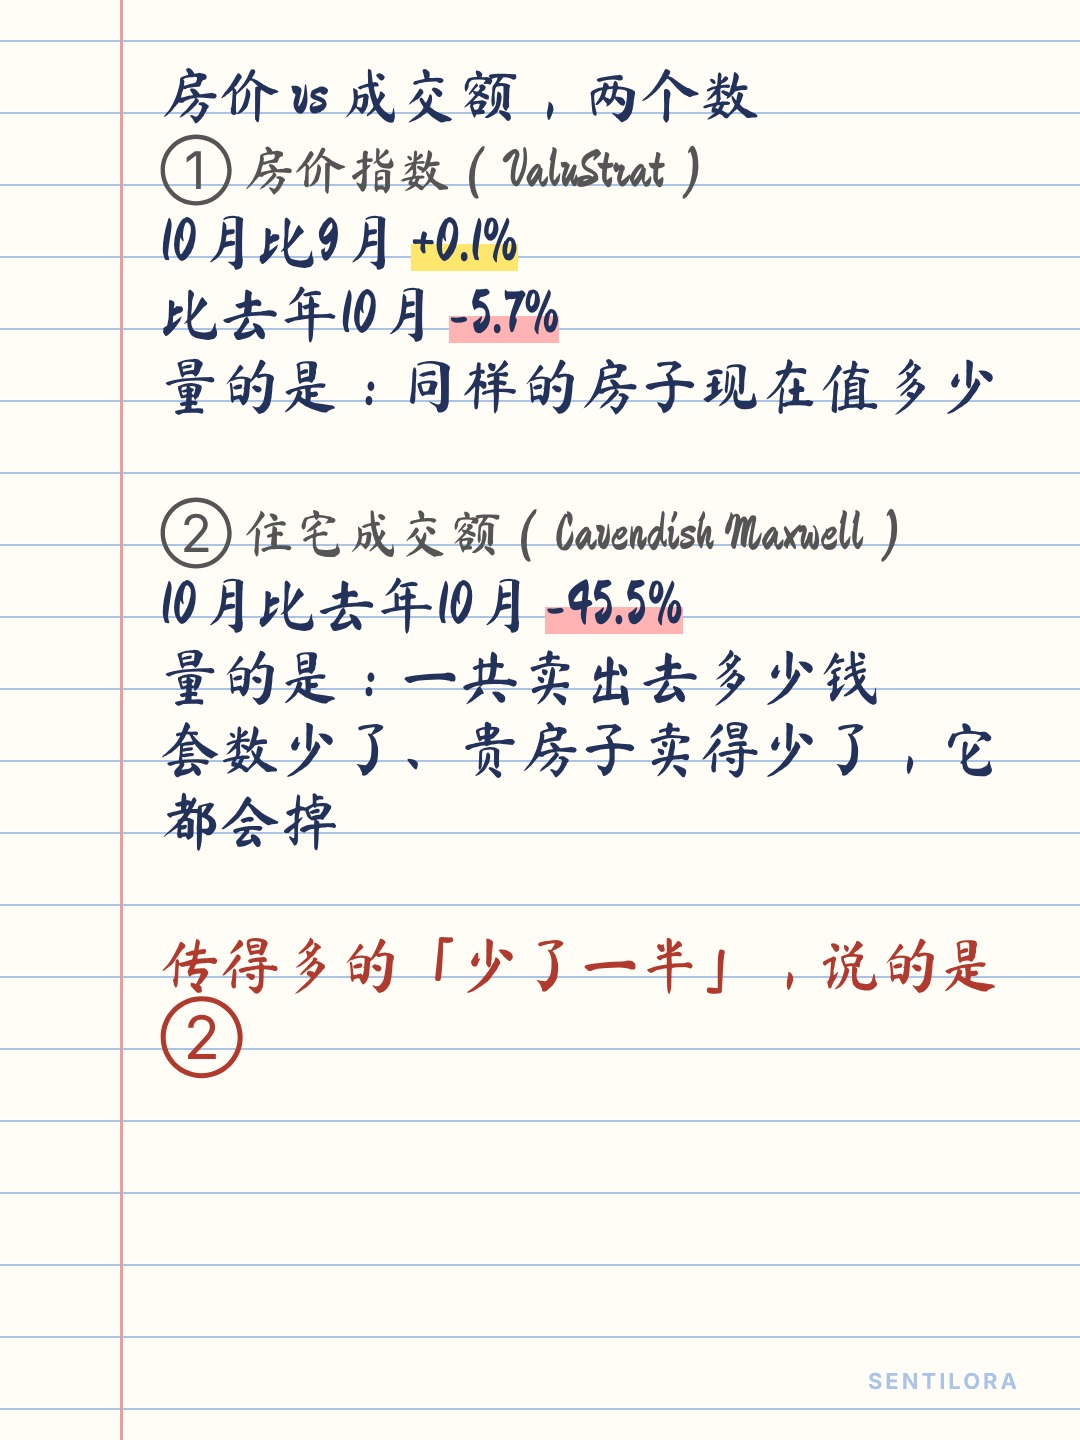 房价 vs 成交额，两个数
① 房价指数（ValuStrat）
10月比9月 +0.1%
比去年10月 -5.7%
量的是：同样的房子现在值多少
② 住宅成交额（Cavendish Maxwell）
10月比去年10月 -45.5%
量的是：一共卖出去多少钱
套数少了、贵房子卖得少了，它
都会掉
传得多的「少了一半」，说的是
②
SENTILORA